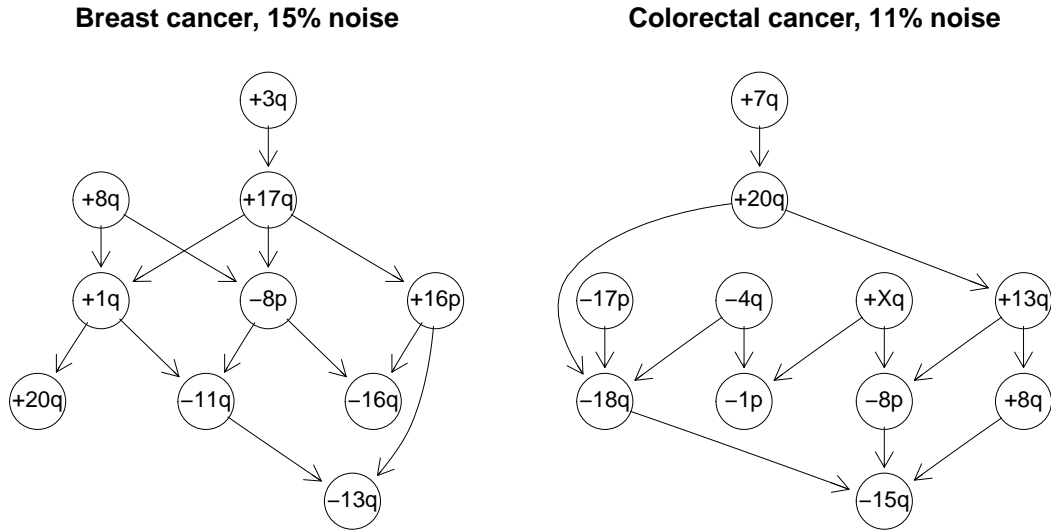 Breast cancer, 15% noise
+3q
+8q
+17q
+1q
−8p
+16p
+20q
−11q
−16q
−13q
Colorectal cancer, 11% noise
+7q
+20q
−17p
−4q
+Xq
+13q
−18q
−1p
−8p
+8q
−15q